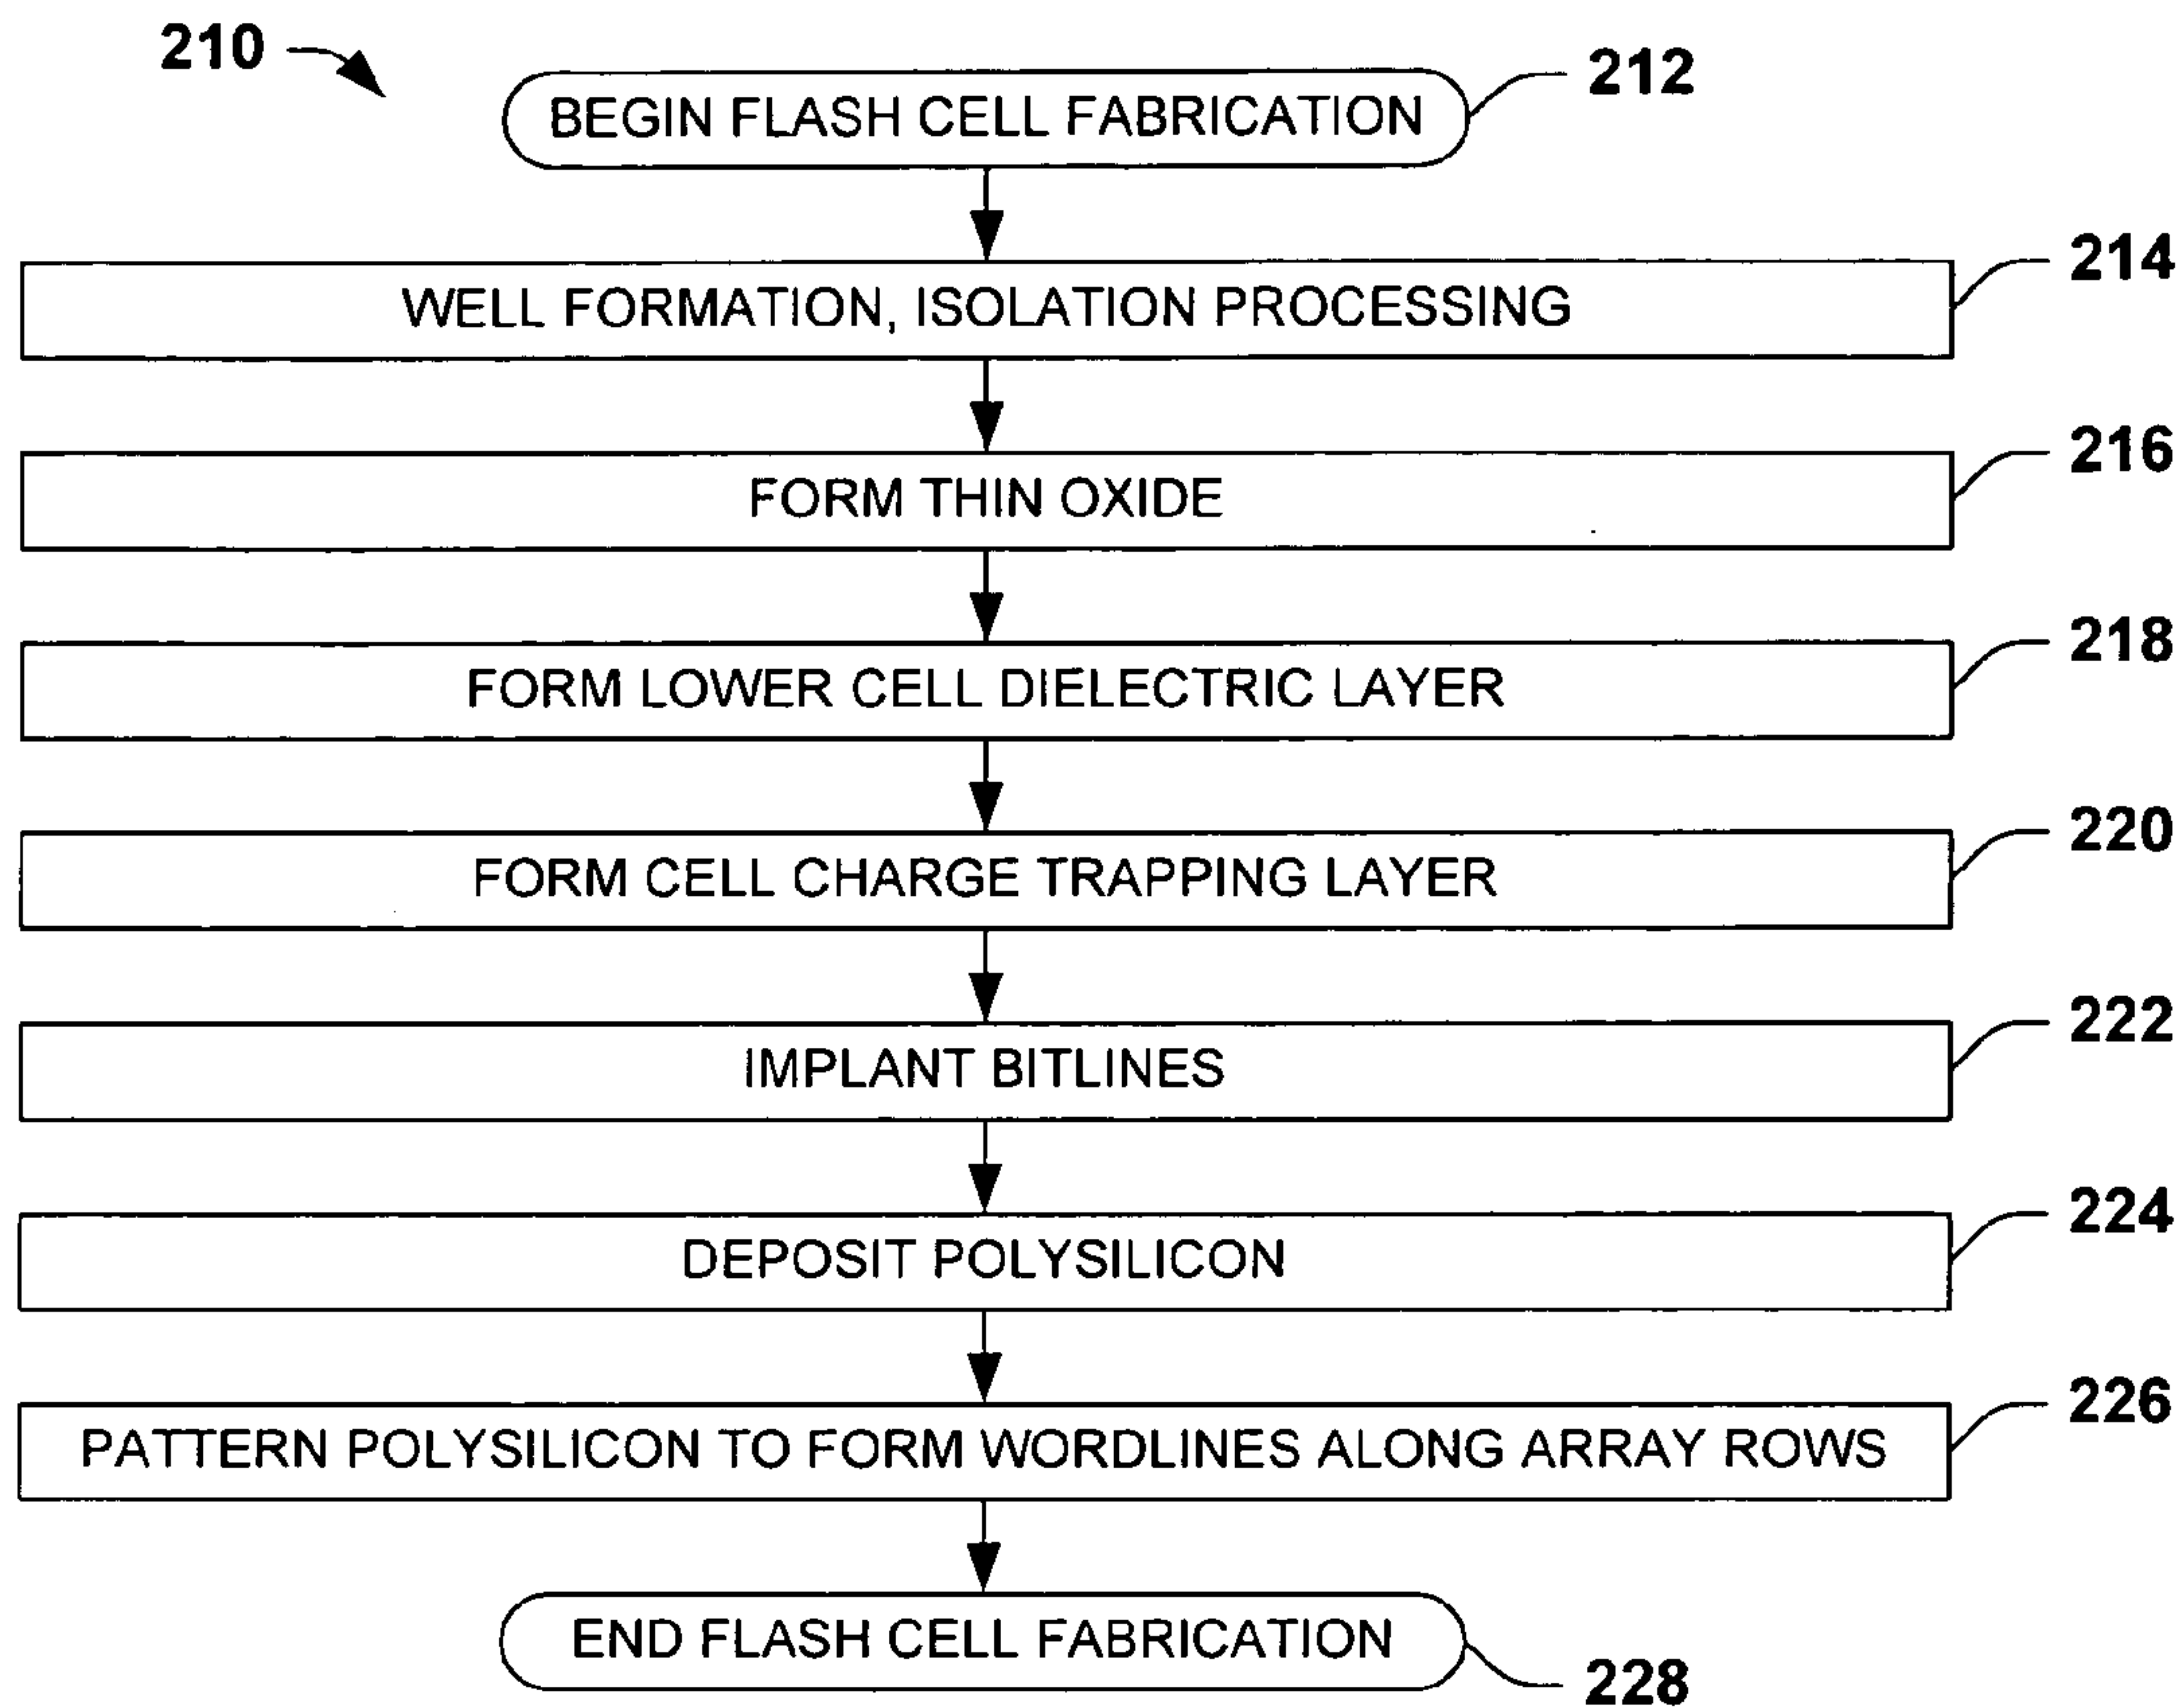 210
BEGIN FLASH CELL FABRICATION
212
WELL FORMATION, ISOLATION PROCESSING
214
FORM THIN OXIDE
216
FORM LOWER CELL DIELECTRIC LAYER
218
FORM CELL CHARGE TRAPPING LAYER
220
IMPLANT BITLINES
222
DEPOSIT POLYSILICON
224
PATTERN POLYSILICON TO FORM WORDLINES ALONG ARRAY ROWS
226
END FLASH CELL FABRICATION
228